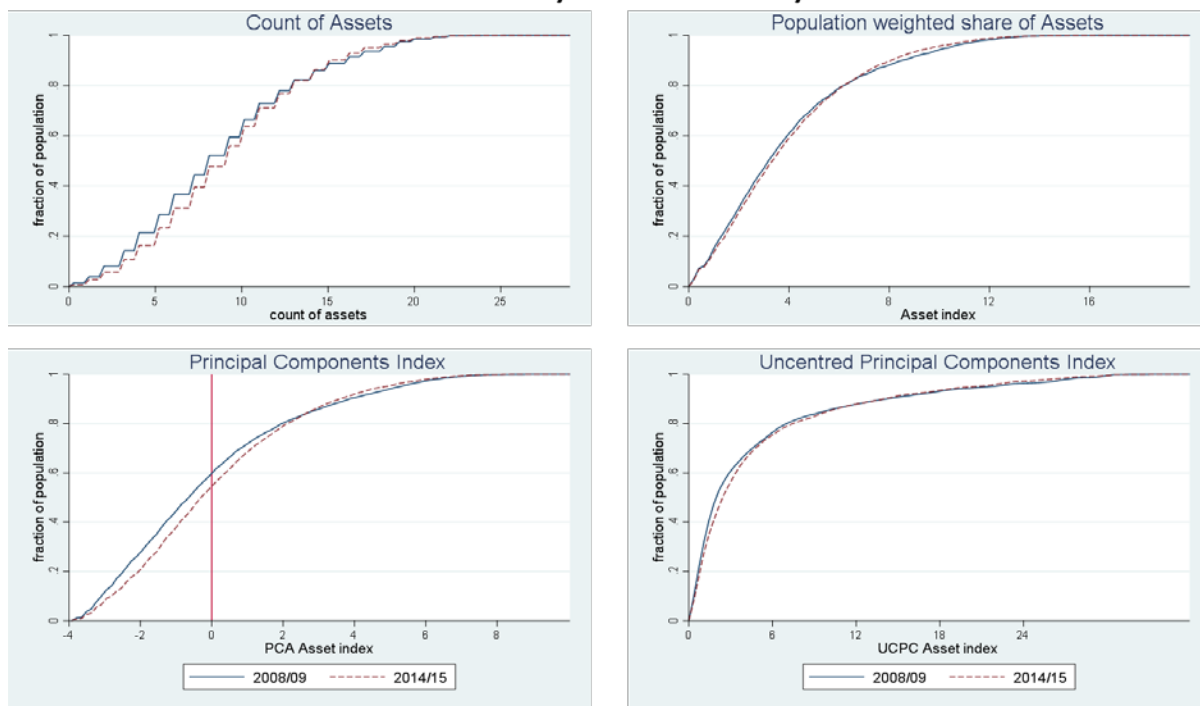 Count of Assets
fraction of population
0 .2 .4 .6 .8 1
0 5 10 15 20 25
count of assets
Population weighted share of Assets
fraction of population
0 .2 .4 .6 .8 1
0 4 8 12 16
Asset index
Principal Components Index
fraction of population
0 .2 .4 .6 .8 1
-4 -2 0 2 4 6 8
PCA Asset index
2008/09 2014/15
Uncentred Principal Components Index
fraction of population
0 .2 .4 .6 .8 1
0 6 12 18 24
UCPC Asset index
2008/09 2014/15